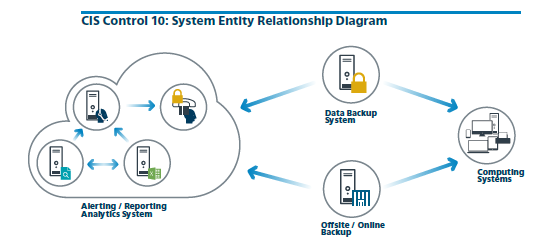 CIS Control 10: System Entity Relationship Diagram
Data Backup
System
Computing
Systems
Alerting / Reporting
Analytics System
Offsite / Online
Backup